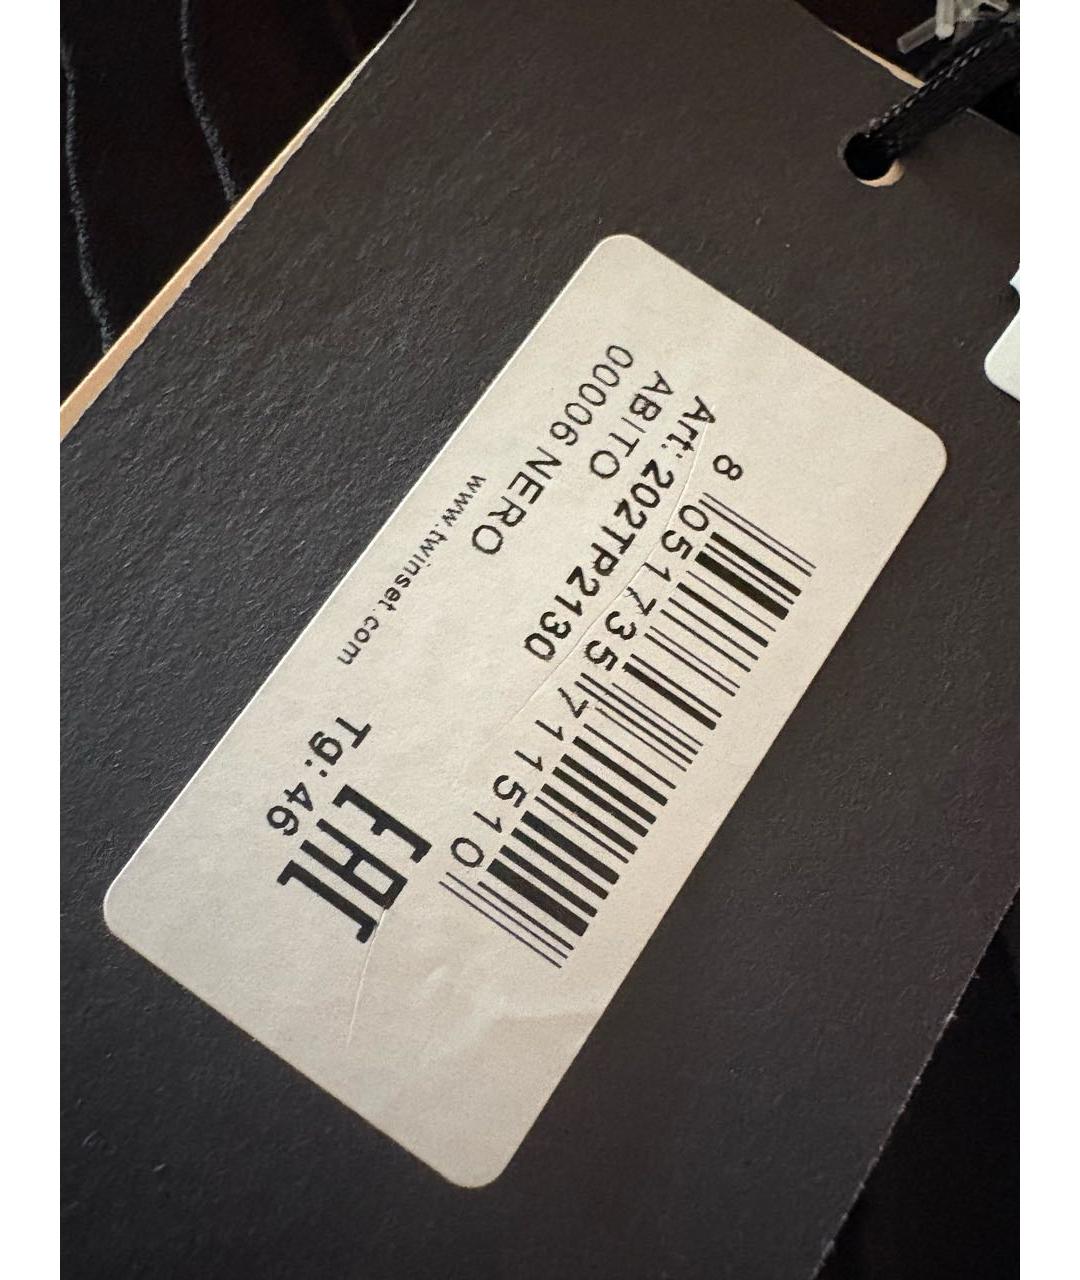 8 051735 711510
Art: 202TP2130
ABITO
00006 NERO
www.twinset.com
Tg: 46
EAC